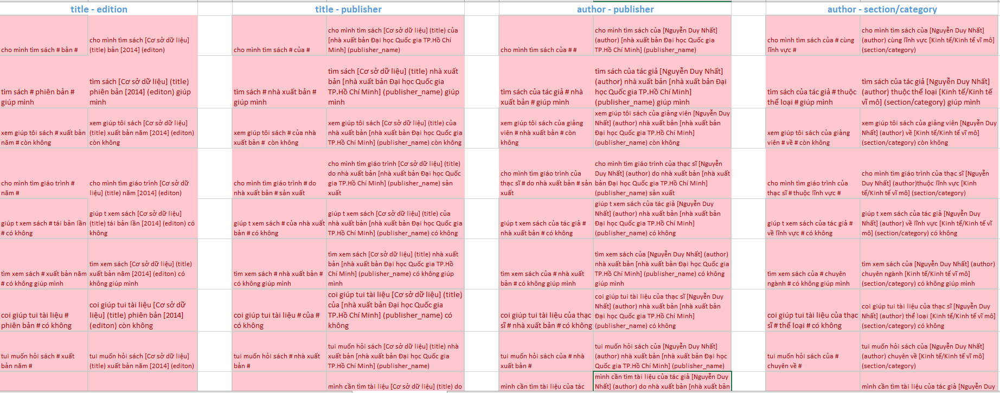 title - edition
title - publisher
author - publisher
author - section/category
cho mình tìm sách # bản #
cho mình tìm sách [Cơ sở dữ liệu]
(title) bản [2014] (editon)
cho mình tìm sách # của #
cho mình tìm sách [Cơ sở dữ liệu] (title) của
[nhà xuất bản Đại học Quốc gia TP.Hồ Chí
Minh] (publisher_name)
cho mình tìm sách của # #
cho mình tìm sách của [Nguyễn Duy Nhất]
(author) [nhà xuất bản Đại học Quốc gia
TP.Hồ Chí Minh] (publisher_name)
cho mình tìm sách của # cùng
lĩnh vực #
cho mình tìm sách của [Nguyễn Duy Nhất]
(author) cùng lĩnh vực [Kinh tế/Kinh tế vĩ mô]
(section/category)
tìm sách # phiên bản #
giúp mình
tìm sách [Cơ sở dữ liệu] (title)
phiên bản [2014] (editon) giúp
mình
tìm sách # nhà xuất bản #
giúp mình
tìm sách [Cơ sở dữ liệu] (title) nhà xuất
bản [nhà xuất bản Đại học Quốc gia
TP.Hồ Chí Minh] (publisher_name) giúp
mình
tìm sách của tác giả # nhà
xuất bản # giúp mình
tìm sách của tác giả [Nguyễn Duy Nhất]
(author) nhà xuất bản [nhà xuất bản Đại
học Quốc gia TP.Hồ Chí Minh]
(publisher_name) giúp mình
tìm sách của tác giả # thuộc
thể loại # giúp mình
tìm sách của tác giả [Nguyễn Duy Nhất]
(author) thuộc thể loại [Kinh tế/Kinh tế
vĩ mô] (section/category) giúp mình
xem giúp tôi sách # xuất bản
năm # còn không
xem giúp tôi sách [Cơ sở dữ liệu]
(title) xuất bản năm [2014] (editon)
còn không
xem giúp tôi sách # của nhà
xuất bản #  còn không
xem giúp tôi sách [Cơ sở dữ liệu] (title) của
nhà xuất bản [nhà xuất bản Đại học Quốc gia
TP.Hồ Chí Minh] (publisher_name) còn không
xem giúp tôi sách của giảng
viên # nhà xuất bản # còn
không
xem giúp tôi sách của giảng viên [Nguyễn Duy
Nhất] (author) nhà xuất bản [nhà xuất bản
Đại học Quốc gia TP.Hồ Chí Minh]
(publisher_name) còn không
xem giúp tôi sách của giảng
viên # về # còn không
xem giúp tôi sách của giảng viên [Nguyễn Duy
Nhất] (author) về [Kinh tế/Kinh tế vĩ mô]
(section/category) còn không
cho mình tìm giáo trình #
năm #
cho mình tìm giáo trình [Cơ sở dữ
liệu] (title) năm [2014] (editon)
cho mình tìm giáo trình # do
nhà xuất bản # sản xuất
cho mình tìm giáo trình [Cơ sở dữ liệu] (title)
do nhà xuất bản [nhà xuất bản Đại học Quốc
gia TP.Hồ Chí Minh] (publisher_name) sản
xuất
cho mình tìm giáo trình của
thạc sĩ # do nhà xuất bản # sản
xuất
cho mình tìm giáo trình của thạc sĩ [Nguyễn
Duy Nhất] (author) do nhà xuất bản [nhà xuất
bản Đại học Quốc gia TP.Hồ Chí Minh]
(publisher_name) sản xuất
cho mình tìm giáo trình của
thạc sĩ # thuộc lĩnh vực #
cho mình tìm giáo trình của thạc sĩ [Nguyễn
Duy Nhất] (author)thuộc lĩnh vực [Kinh
tế/Kinh tế vĩ mô] (section/category)
giúp t xem sách # tái bản lần
# có không
giúp t xem sách [Cơ sở dữ liệu]
(title) tái bản lần [2014] (editon) có
không
giúp t xem sách # của nhà xuất
bản # có không
giúp t xem sách [Cơ sở dữ liệu] (title) của
nhà xuất bản [nhà xuất bản Đại học Quốc gia
TP.Hồ Chí Minh] (publisher_name) có không
giúp t xem sách của tác giả #
nhà xuất bản # có không
giúp t xem sách của tác giả [Nguyễn Duy
Nhất] (author) nhà xuất bản [nhà xuất bản
Đại học Quốc gia TP.Hồ Chí Minh]
(publisher_name) có không
giúp t xem sách của tác giả #
về lĩnh vực # có không
giúp t xem sách của tác giả [Nguyễn Duy
Nhất] (author) về lĩnh vực [Kinh tế/Kinh tế vĩ
mô] (section/category) có không
tìm xem sách # xuất bản năm
# có không giúp mình
tìm xem sách [Cơ sở dữ liệu] (title)
xuất bản năm [2014] (editon) có
không giúp mình
tìm xem sách # nhà xuất bản #
có không giúp mình
tìm xem sách [Cơ sở dữ liệu] (title) nhà xuất
bản [nhà xuất bản Đại học Quốc gia TP.Hồ
Chí Minh] (publisher_name) có không giúp
mình
tìm xem sách của # nhà xuất
bản # có không giúp mình
tìm xem sách của [Nguyễn Duy Nhất] (author)
nhà xuất bản [nhà xuất bản Đại học Quốc gia
TP.Hồ Chí Minh] (publisher_name) có không
giúp mình
tìm xem sách của # chuyên
ngành # có không giúp mình
tìm xem sách của [Nguyễn Duy Nhất] (author)
chuyên ngành [Kinh tế/Kinh tế vĩ mô]
(section/category) có không giúp mình
coi giúp tui tài liệu #
phiên bản # có không
coi giúp tui tài liệu [Cơ sở dữ
liệu] (title) phiên bản [2014]
(editon) còn không
coi giúp tui tài liệu # của #
có không
coi giúp tui tài liệu [Cơ sở dữ liệu] (title)
của [nhà xuất bản Đại học Quốc gia
TP.Hồ Chí Minh] (publisher_name) có
không
coi giúp tui tài liệu của thạc
sĩ # nhà xuất bản # có không
coi giúp tui tài liệu của thạc sĩ [Nguyễn Duy
Nhất] (author) nhà xuất bản [nhà xuất bản
Đại học Quốc gia TP.Hồ Chí Minh]
(publisher_name) có không
coi giúp tui tài liệu của thạc
sĩ # thể loại # có không
coi giúp tui tài liệu của thạc sĩ [Nguyễn Duy
Nhất] (author) thể loại [Kinh tế/Kinh tế vĩ mô]
(section/category) có không
tui muốn hỏi sách # xuất
bản năm #
tui muốn hỏi sách [Cơ sở dữ liệu]
(title) xuất bản năm [2014] (editon)
tui muốn hỏi sách # nhà xuất
bản #
tui muốn hỏi sách [Cơ sở dữ liệu] (title) nhà
xuất bản [nhà xuất bản Đại học Quốc gia
TP.Hồ Chí Minh] (publisher_name)
tui muốn hỏi sách của # nhà
xuất bản #
tui muốn hỏi sách của [Nguyễn Duy Nhất]
(author) nhà xuất bản [nhà xuất bản Đại học
Quốc gia TP.Hồ Chí Minh] (publisher_name)
tui muốn hỏi sách của #
chuyên về #
tui muốn hỏi sách của [Nguyễn Duy Nhất]
(author) chuyên về [Kinh tế/Kinh tế vĩ mô]
(section/category)
mình cần tìm tài liệu [Cơ sở dữ liệu] (title) do
mình cần tìm tài liệu của tác
mình cần tìm tài liệu của tác giả [Nguyễn Duy
Nhất] (author) do nhà xuất bản [nhà xuất bản
mình cần tìm tài liệu của tác giả [Nguyễn Duy